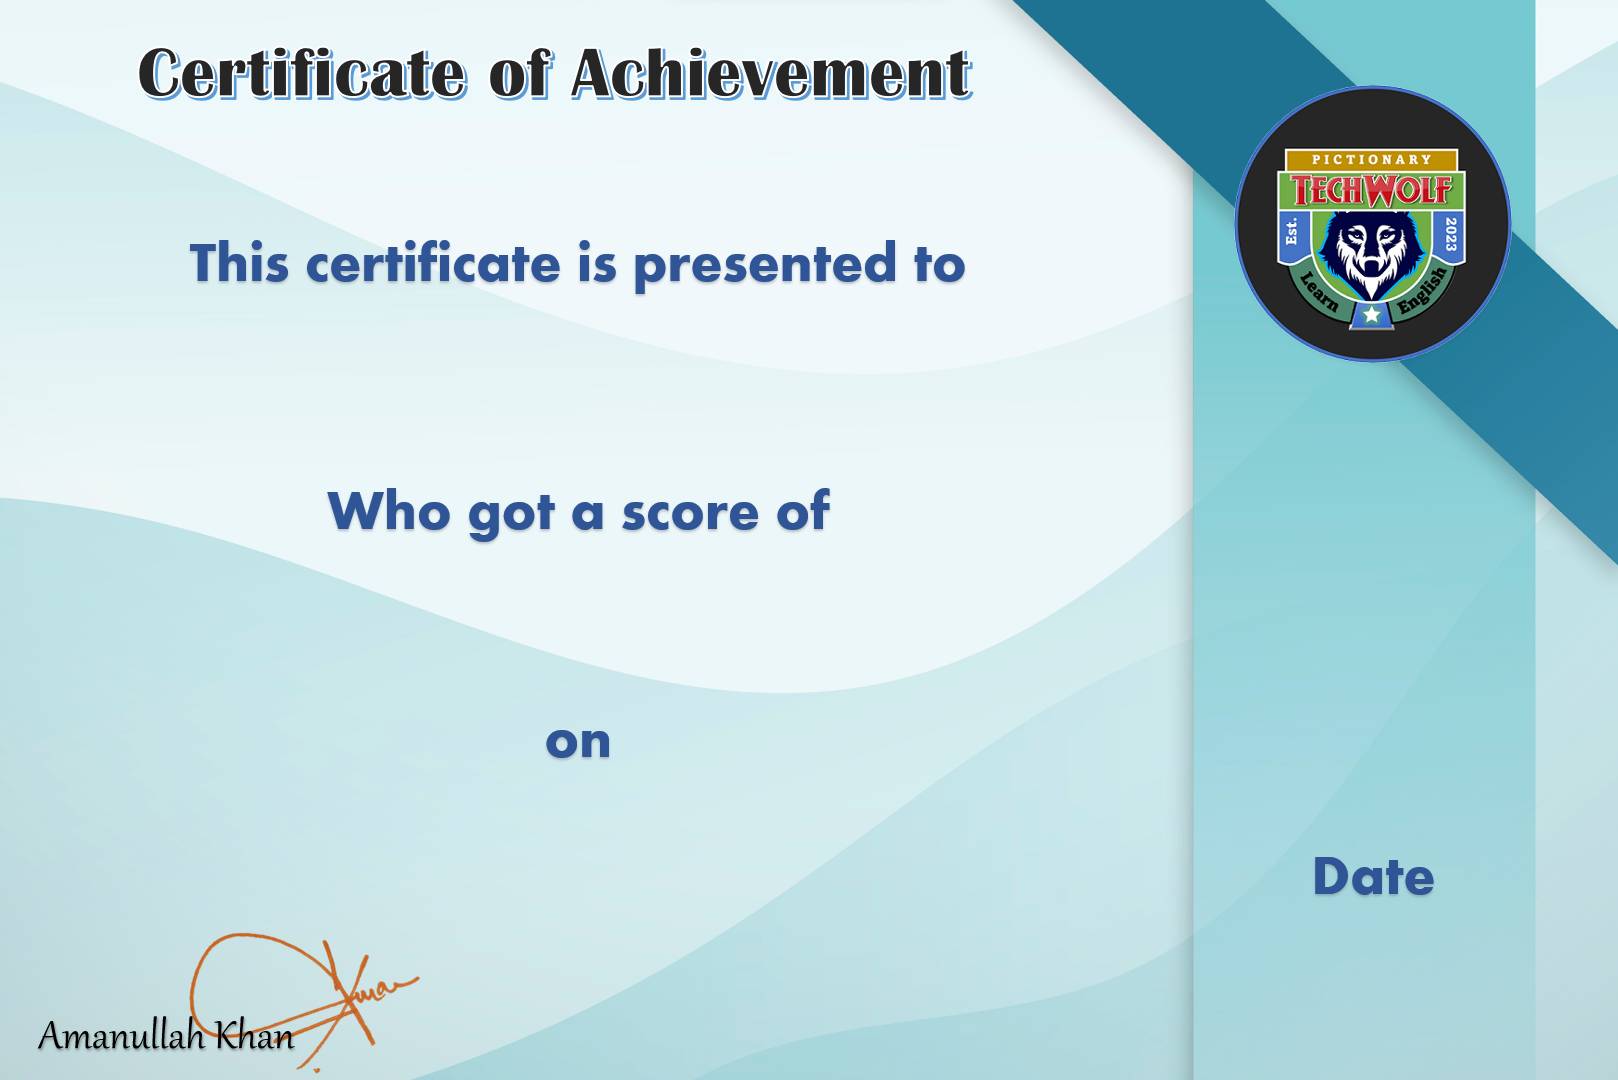 Certificate of Achievement
PICTIONARY
TECHWOLF
Est.
2023
Learn
English
This certificate is presented to
Who got a score of
on
Date
Amanullah Khan